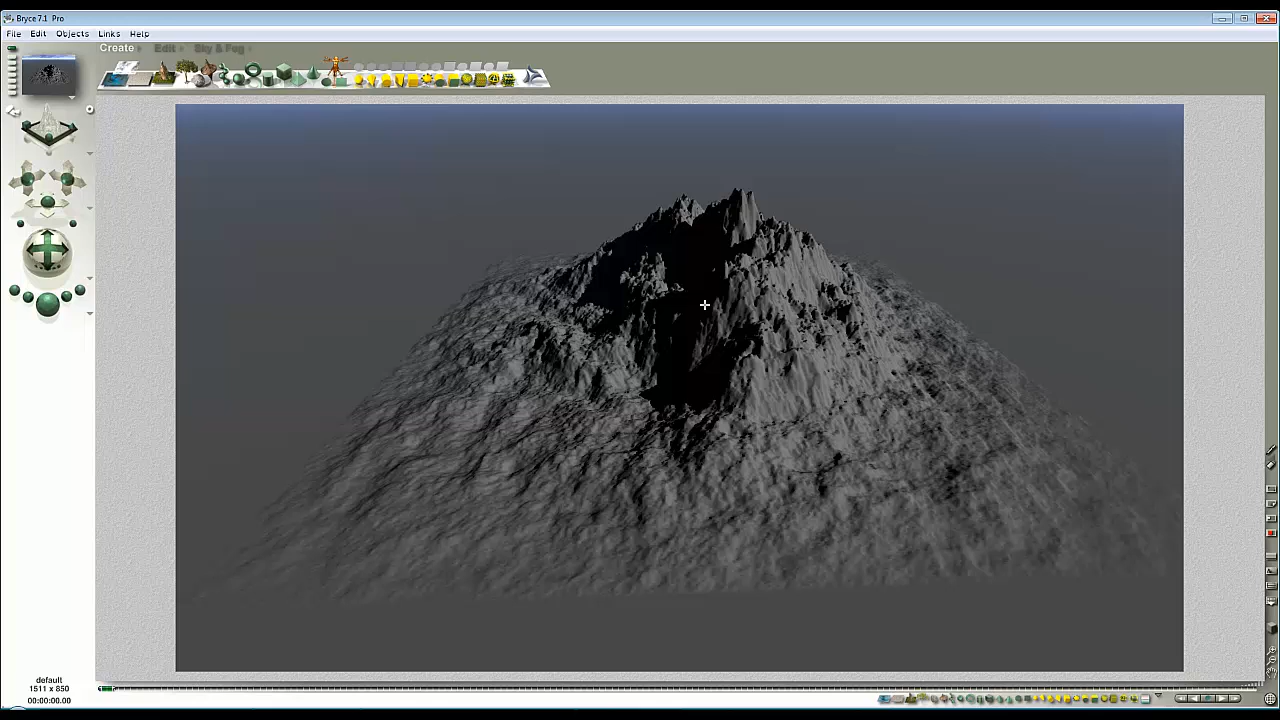 Bryce 7.1 Pro
File Edit Objects Links Help
Create Edit Sky & Fog
default
1511 x 850
00:00:00.00